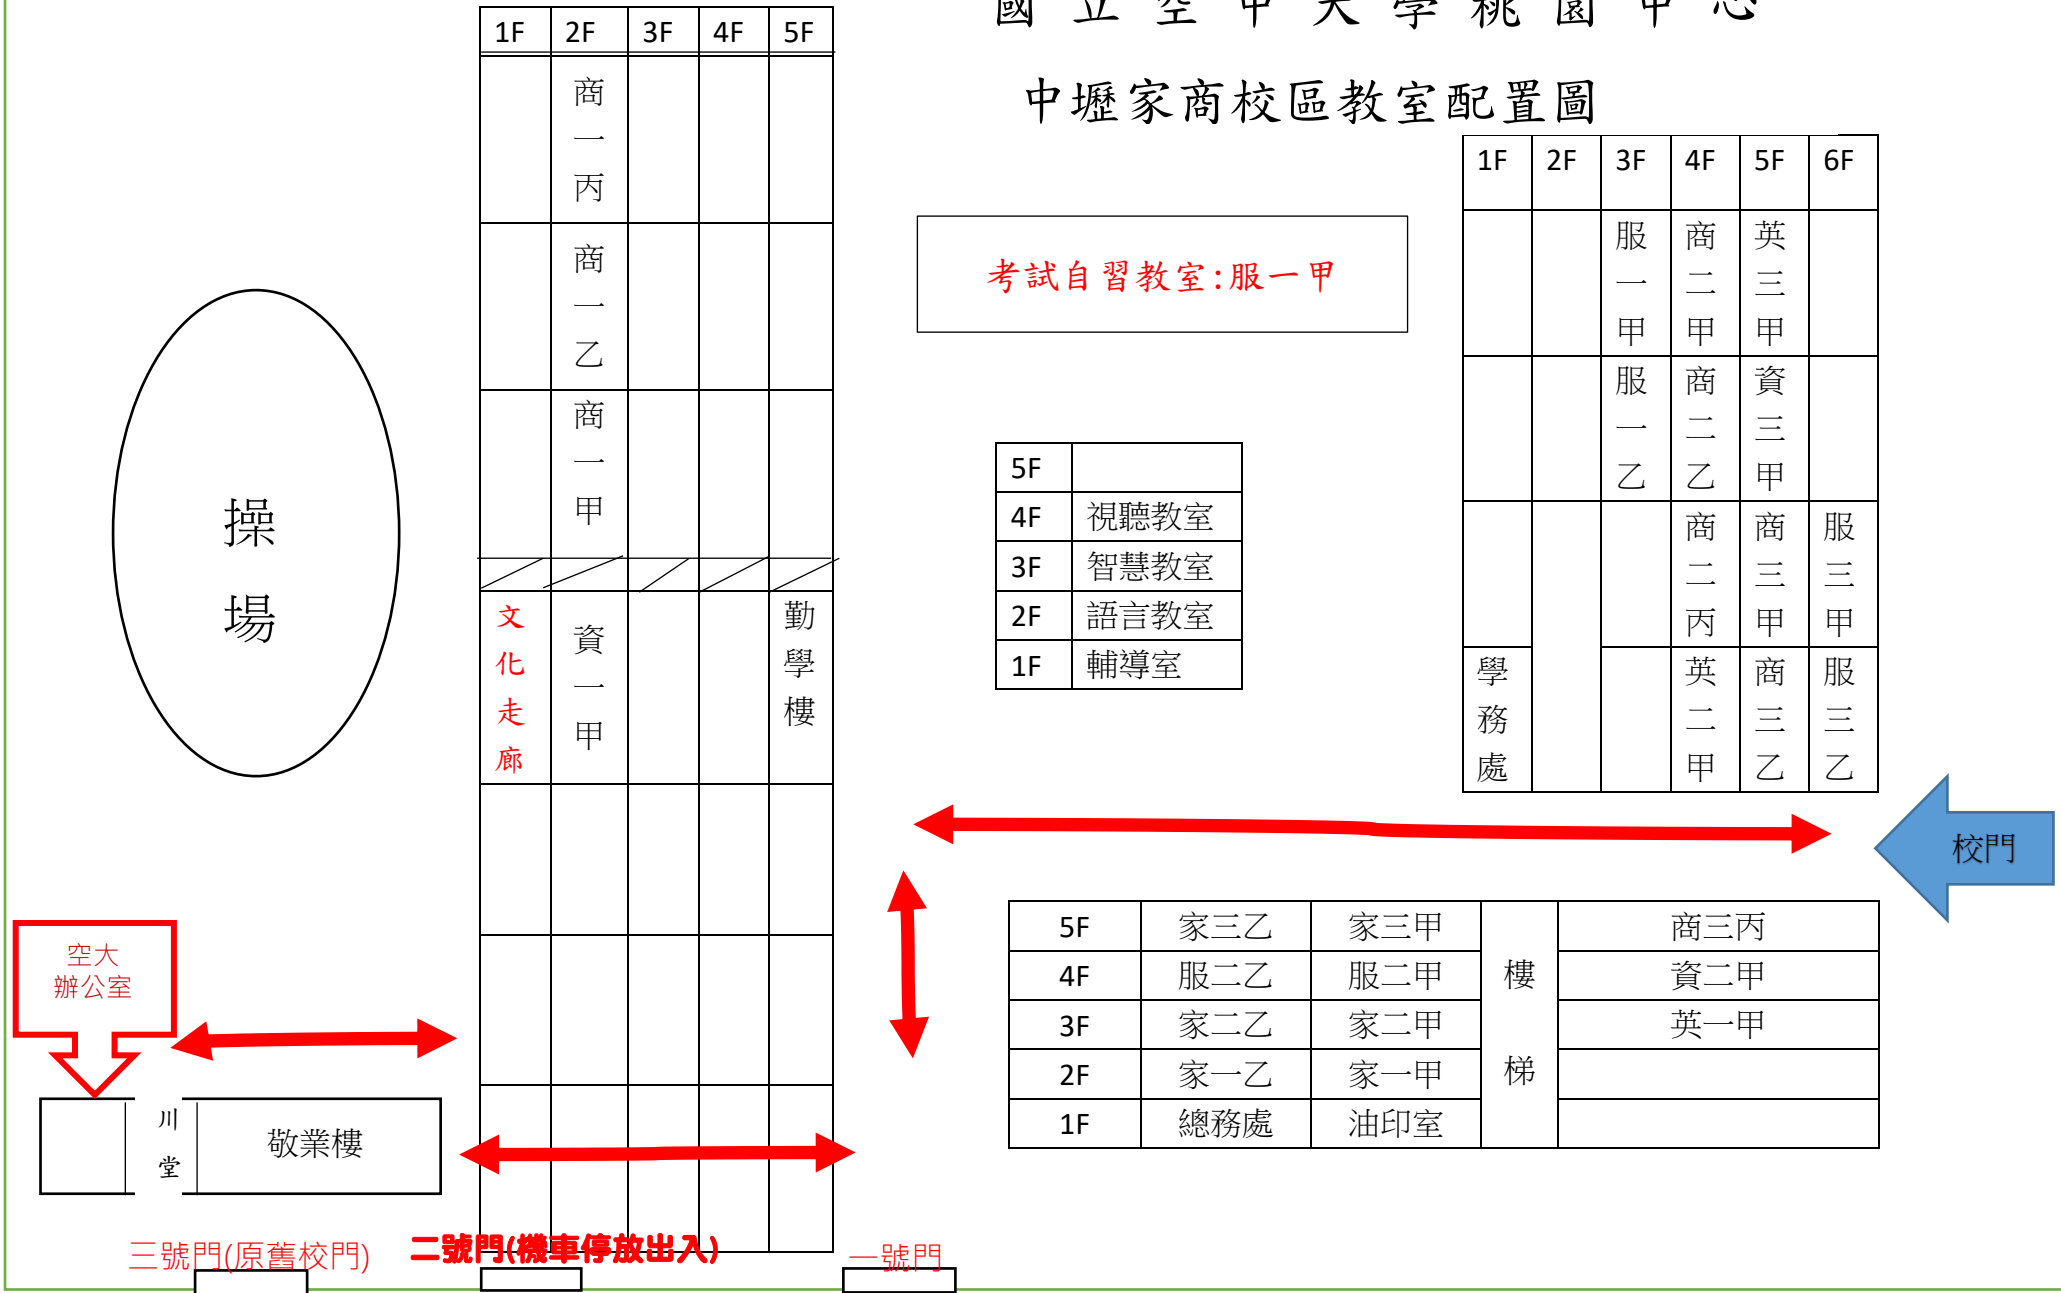 國立空中大學桃園中心
中壢家商校區教室配置圖
1F 2F 3F 4F 5F
商一丙
商一乙
商一甲
文化走廊 資一甲 勤學樓
操場
考試自習教室:服一甲
1F 2F 3F 4F 5F 6F
服一甲 商二甲 英三甲
服一乙 商二乙 資三甲
商二丙 商三甲 服三甲
學務處 英二甲 商三乙 服三乙
5F
4F 視聽教室
3F 智慧教室
2F 語言教室
1F 輔導室
校門
5F 家三乙 家三甲 樓梯 商三丙
4F 服二乙 服二甲 資二甲
3F 家二乙 家二甲 英一甲
2F 家一乙 家一甲
1F 總務處 油印室
空大
辦公室
川堂
敬業樓
三號門(原舊校門)
二號門(機車停放出入)
一號門